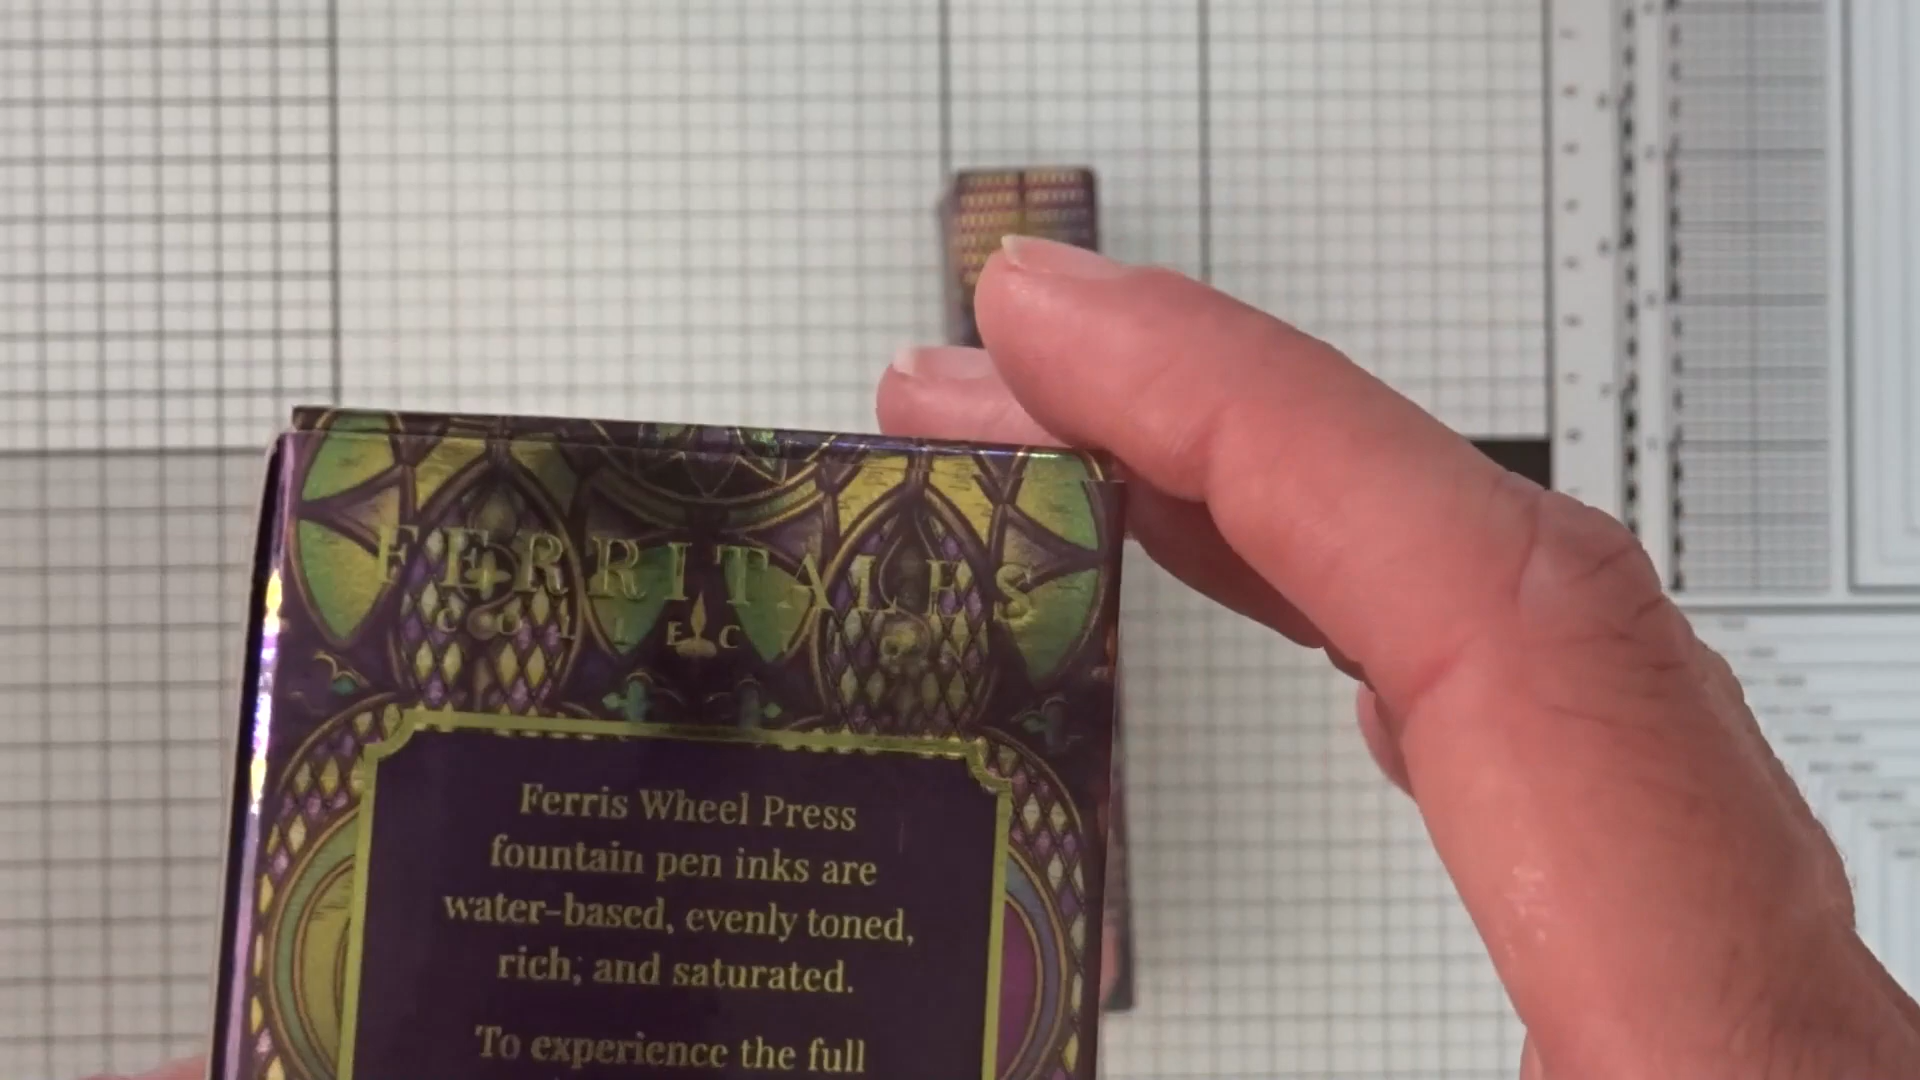 FERRITALES
COLLECTION
Ferris Wheel Press
fountain pen inks are
water-based, evenly toned,
rich, and saturated.
To experience the full